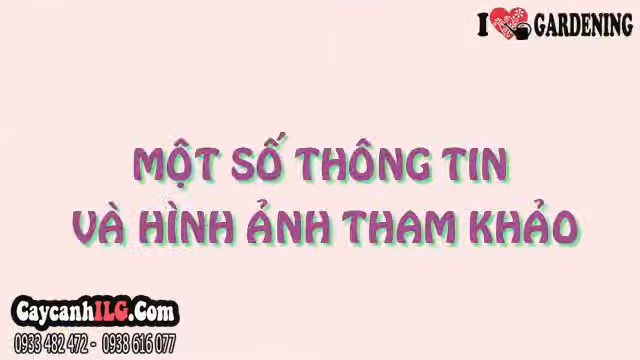 I GARDENING
MỘT SỐ THÔNG TIN
VÀ HÌNH ẢNH THAM KHẢO
CaycanhILG.Com
0933 482 472 - 0938 616 077